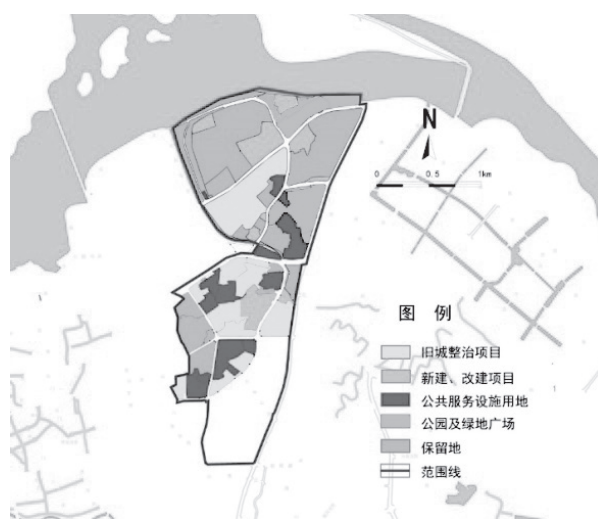 N
0 0.5 1km
图 例
旧城整治项目
新建、改建项目
公共服务设施用地
公园及绿地广场
保留地
范围线